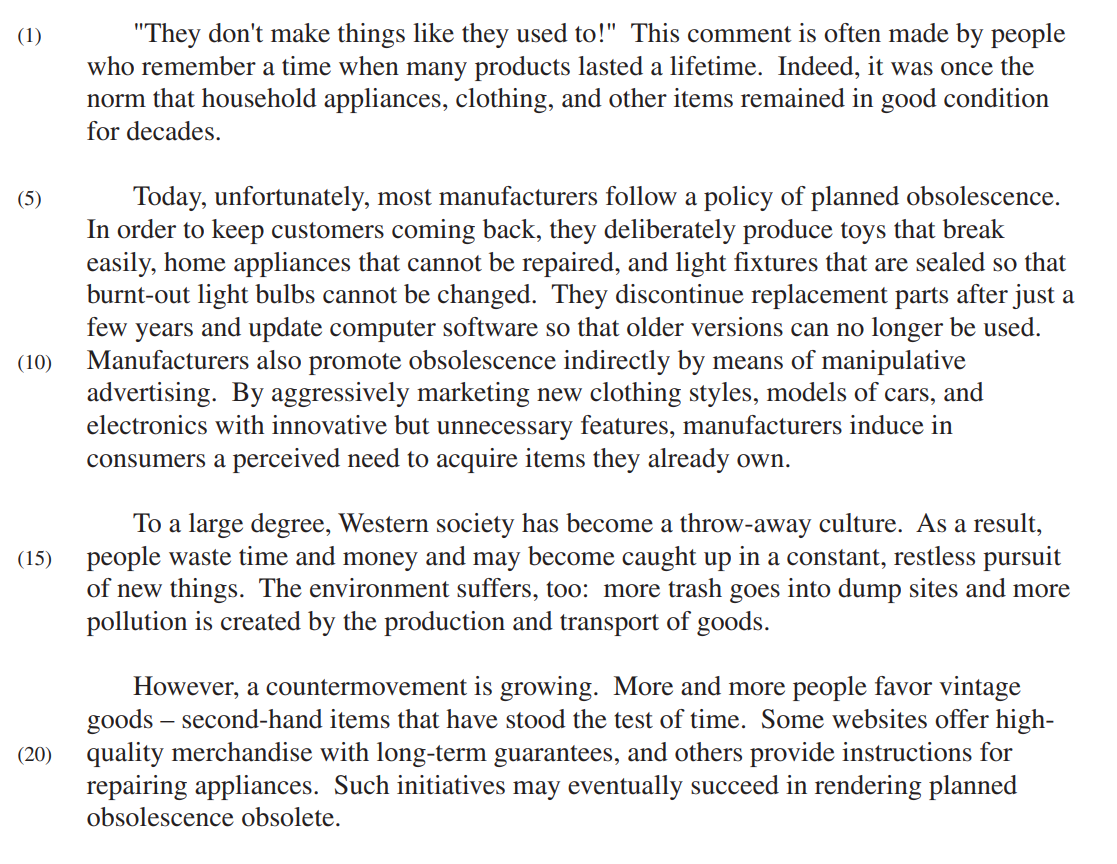 (1) "They don't make things like they used to!" This comment is often made by people
who remember a time when many products lasted a lifetime. Indeed, it was once the
norm that household appliances, clothing, and other items remained in good condition
for decades.
(5) Today, unfortunately, most manufacturers follow a policy of planned obsolescence.
In order to keep customers coming back, they deliberately produce toys that break
easily, home appliances that cannot be repaired, and light fixtures that are sealed so that
burnt-out light bulbs cannot be changed. They discontinue replacement parts after just a
few years and update computer software so that older versions can no longer be used.
(10) Manufacturers also promote obsolescence indirectly by means of manipulative
advertising. By aggressively marketing new clothing styles, models of cars, and
electronics with innovative but unnecessary features, manufacturers induce in
consumers a perceived need to acquire items they already own.
To a large degree, Western society has become a throw-away culture. As a result,
(15) people waste time and money and may become caught up in a constant, restless pursuit
of new things. The environment suffers, too: more trash goes into dump sites and more
pollution is created by the production and transport of goods.
However, a countermovement is growing. More and more people favor vintage
goods – second-hand items that have stood the test of time. Some websites offer high-
(20) quality merchandise with long-term guarantees, and others provide instructions for
repairing appliances. Such initiatives may eventually succeed in rendering planned
obsolescence obsolete.